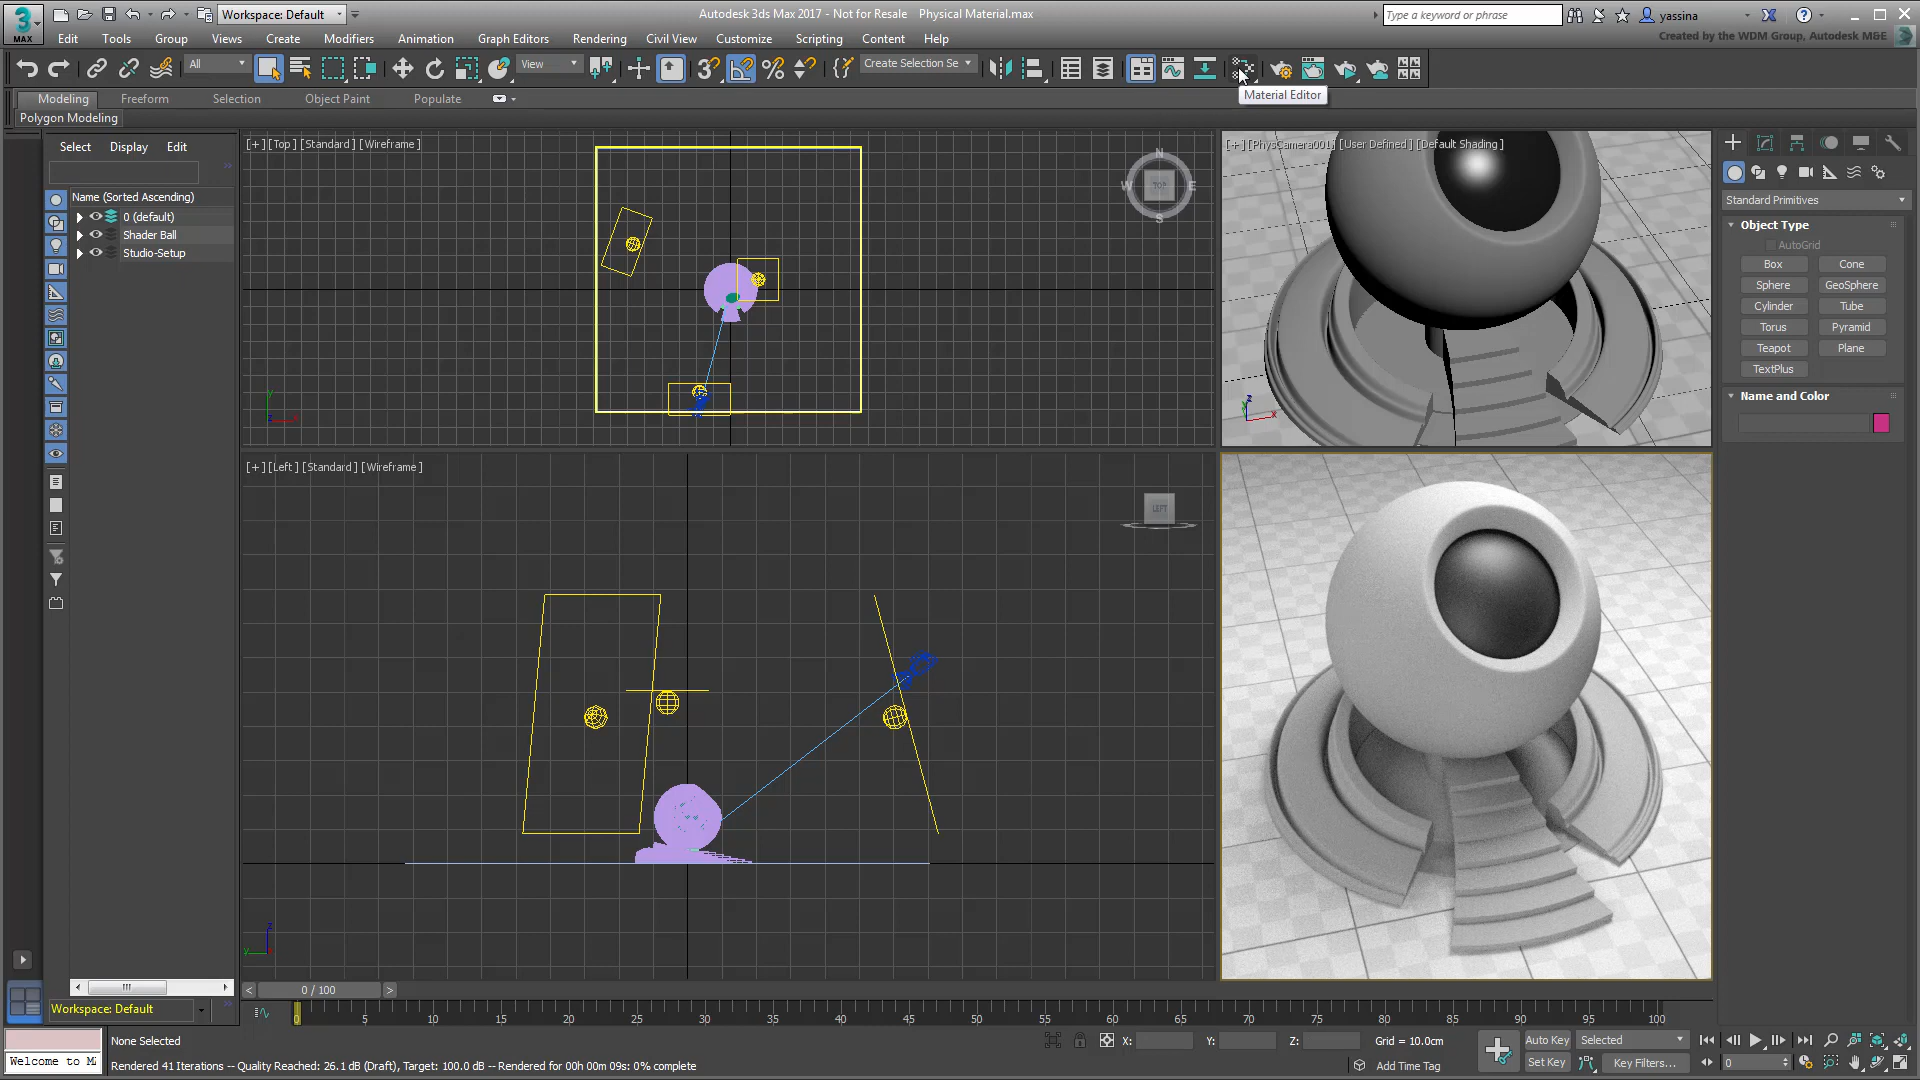 3 MAX
Workspace: Default
Autodesk 3ds Max 2017 - Not for Resale Physical Material.max
Type a keyword or phrase
yassina
Created by the WDM Group, Autodesk M&E
Edit Tools Group Views Create Modifiers Animation Graph Editors Rendering Civil View Customize Scripting Content Help
All View Create Selection Se
Material Editor
Modeling Freeform Selection Object Paint Populate
Polygon Modeling
Select Display Edit
Name (Sorted Ascending)
0 (default)
Shader Ball
Studio-Setup
[+][Top][Standard][Wireframe]
N
W TOP E
S
[+][PhysCamera001][User Defined][Default Shading]
[+][Left][Standard][Wireframe]
LEFT
Standard Primitives
Object Type
AutoGrid
Box Cone
Sphere GeoSphere
Cylinder Tube
Torus Pyramid
Teapot Plane
TextPlus
Name and Color
< 0 / 100 >
Workspace: Default
0 5 10 15 20 25 30 35 40 45 50 55 60 65 70 75 80 85 90 95 100
None Selected
X: Y: Z: Grid = 10.0cm
Auto Key Selected
Welcome to M
Rendered 41 Iterations -- Quality Reached: 26.1 dB (Draft), Target: 100.0 dB -- Rendered for 00h 00m 09s: 0% complete
Add Time Tag
Set Key Key Filters... 0